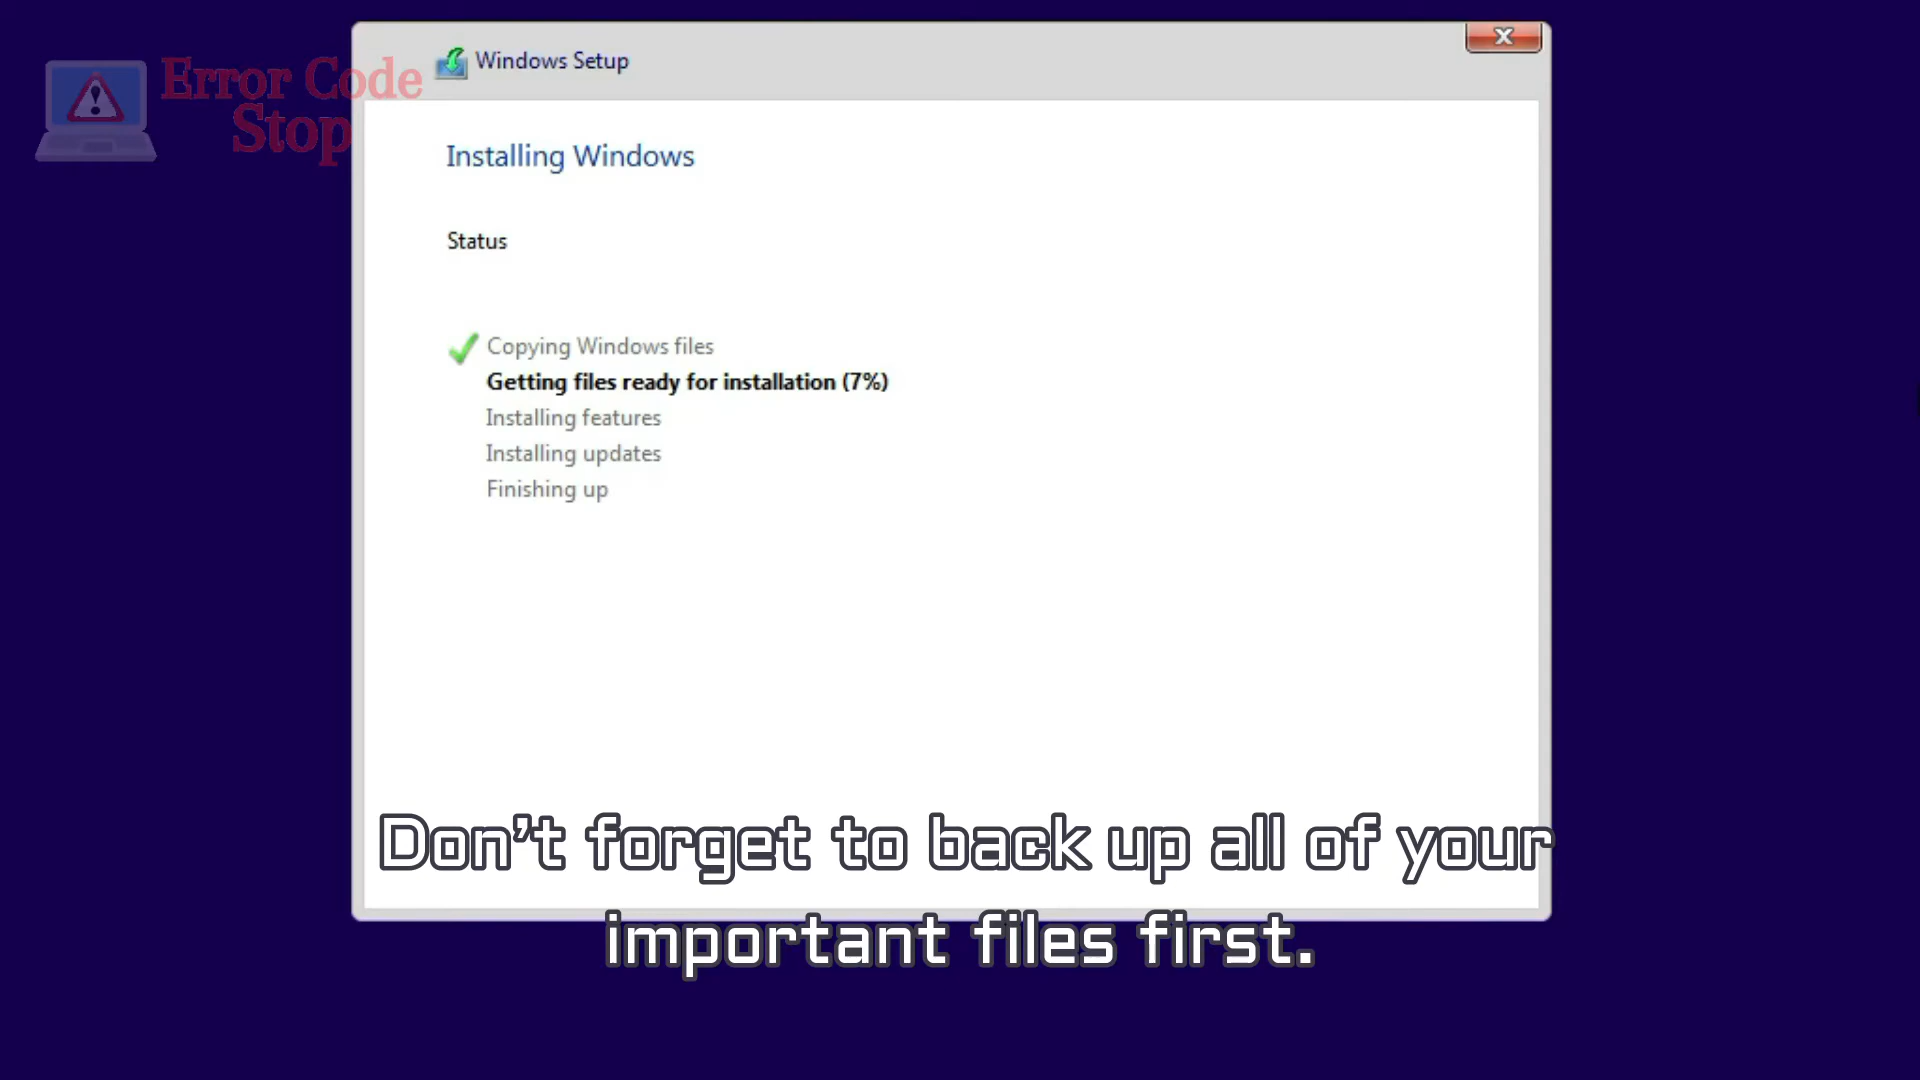 Error Code
Stop
Windows Setup
Installing Windows
Status
Copying Windows files
Getting files ready for installation (7%)
Installing features
Installing updates
Finishing up
Don't forget to back up all of your
important files first.